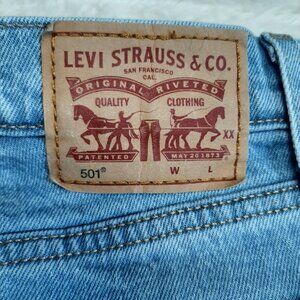 LEVI STRAUSS & CO.
SAN FRANCISCO
CAL.
ORIGINAL RIVETED
QUALITY CLOTHING
XX
PATENTED MAY 20 1873
501® W L